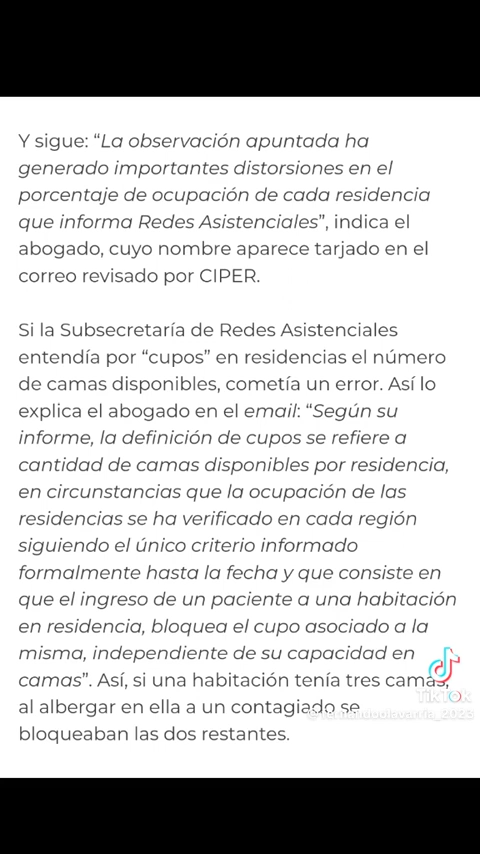 Y sigue: “La observación apuntada ha
generado importantes distorsiones en el
porcentaje de ocupación de cada residencia
que informa Redes Asistenciales”, indica el
abogado, cuyo nombre aparece tarjado en el
correo revisado por CIPER.
Si la Subsecretaría de Redes Asistenciales
entendía por “cupos” en residencias el número
de camas disponibles, cometía un error. Así lo
explica el abogado en el email: “Según su
informe, la definición de cupos se refiere a
cantidad de camas disponibles por residencia,
en circunstancias que la ocupación de las
residencias se ha verificado en cada región
siguiendo el único criterio informado
formalmente hasta la fecha y que consiste en
que el ingreso de un paciente a una habitación
en residencia, bloquea el cupo asociado a la
misma, independiente de su capacidad en
camas”. Así, si una habitación tenía tres camas,
al albergar en ella a un contagiado se
bloqueaban las dos restantes.
TikTok